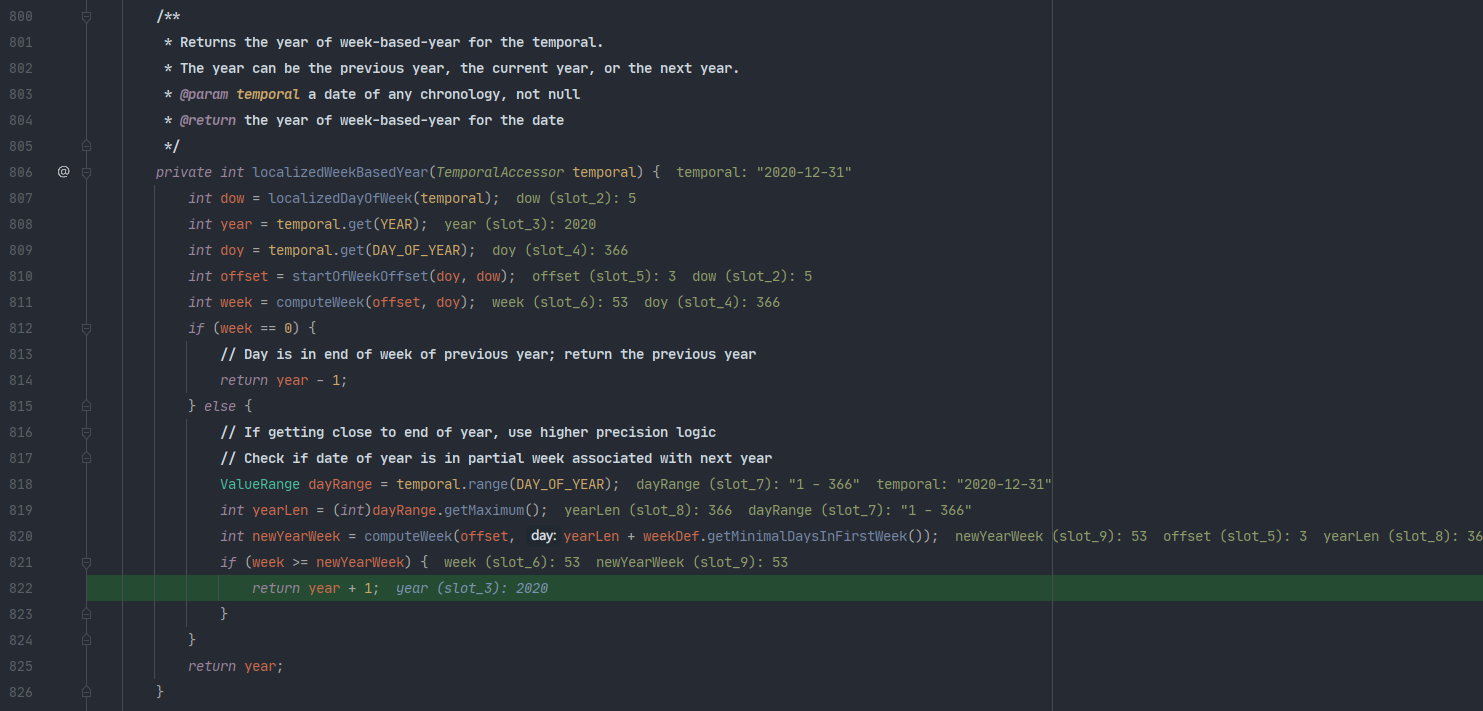 800 /**
801 * Returns the year of week-based-year for the temporal.
802 * The year can be the previous year, the current year, or the next year.
803 * @param temporal a date of any chronology, not null
804 * @return the year of week-based-year for the date
805 */
806 @ private int localizedWeekBasedYear(TemporalAccessor temporal) { temporal: "2020-12-31"
807 int dow = localizedDayOfWeek(temporal); dow (slot_2): 5
808 int year = temporal.get(YEAR); year (slot_3): 2020
809 int doy = temporal.get(DAY_OF_YEAR); doy (slot_4): 366
810 int offset = startOfWeekOffset(doy, dow); offset (slot_5): 3 dow (slot_2): 5
811 int week = computeWeek(offset, doy); week (slot_6): 53 doy (slot_4): 366
812 if (week == 0) {
813 // Day is in end of week of previous year; return the previous year
814 return year - 1;
815 } else {
816 // If getting close to end of year, use higher precision logic
817 // Check if date of year is in partial week associated with next year
818 ValueRange dayRange = temporal.range(DAY_OF_YEAR); dayRange (slot_7): "1 - 366" temporal: "2020-12-31"
819 int yearLen = (int)dayRange.getMaximum(); yearLen (slot_8): 366 dayRange (slot_7): "1 - 366"
820 int newYearWeek = computeWeek(offset, day: yearLen + weekDef.getMinimalDaysInFirstWeek()); newYearWeek (slot_9): 53 offset (slot_5): 3 yearLen (slot_8): 36
821 if (week >= newYearWeek) { week (slot_6): 53 newYearWeek (slot_9): 53
822 return year + 1; year (slot_3): 2020
823 }
824 }
825 return year;
826 }